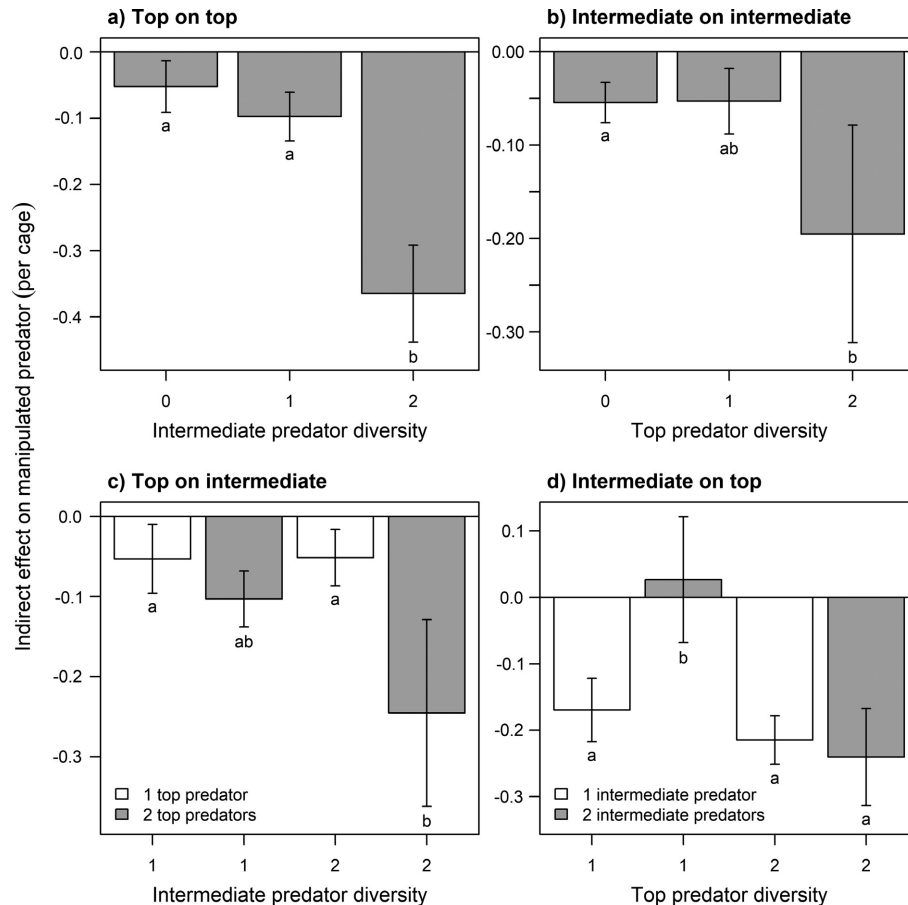 a) Top on top
0.0
-0.1
-0.2
-0.3
-0.4
a
a
b
0 1 2
Intermediate predator diversity
b) Intermediate on intermediate
0.00
-0.10
-0.20
-0.30
a
ab
b
0 1 2
Top predator diversity
Indirect effect on manipulated predator (per cage)
c) Top on intermediate
0.0
-0.1
-0.2
-0.3
a
ab
a
b
1 top predator
2 top predators
1 1 2 2
Intermediate predator diversity
d) Intermediate on top
0.1
0.0
-0.1
-0.2
-0.3
a
b
a
a
1 intermediate predator
2 intermediate predators
1 1 2 2
Top predator diversity